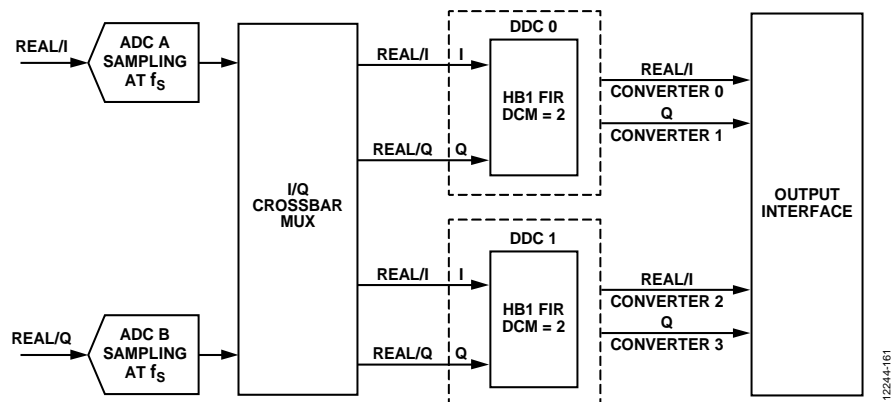 REAL/I
ADC A
SAMPLING
AT fS
REAL/Q
ADC B
SAMPLING
AT fS
I/Q
CROSSBAR
MUX
REAL/I
I
REAL/Q
Q
DDC 0
HB1 FIR
DCM = 2
REAL/I
CONVERTER 0
Q
CONVERTER 1
REAL/I
I
REAL/Q
Q
DDC 1
HB1 FIR
DCM = 2
REAL/I
CONVERTER 2
Q
CONVERTER 3
OUTPUT
INTERFACE
12244-161